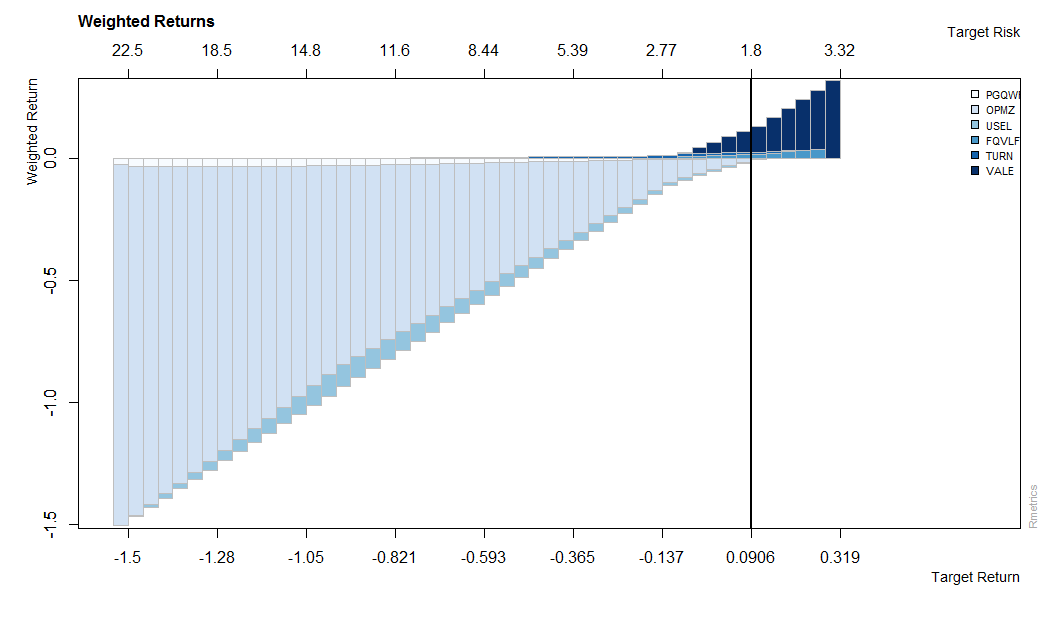 Weighted Returns
Target Risk
22.5 18.5 14.8 11.6 8.44 5.39 2.77 1.8 3.32
Weighted Return
0.0
-0.5
-1.0
-1.5
PGQWI
OPMZ
USEL
FQVLF
TURN
VALE
Rmetrics
-1.5 -1.28 -1.05 -0.821 -0.593 -0.365 -0.137 0.0906 0.319
Target Return